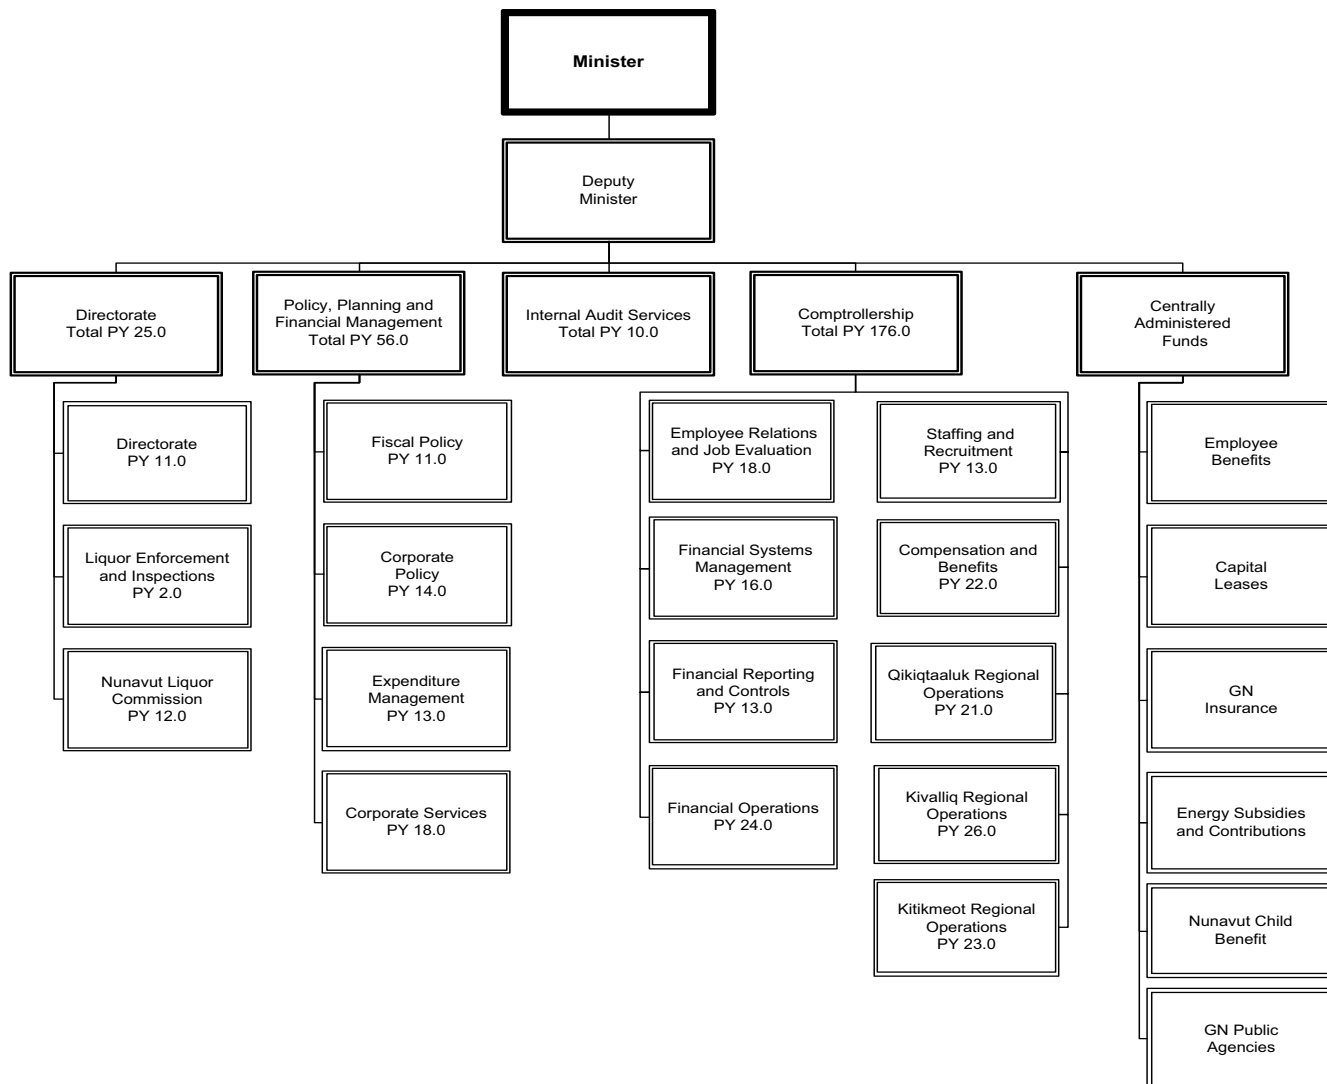 Minister
Deputy
Minister
Directorate
Total PY 25.0
Policy, Planning and
Financial Management
Total PY 56.0
Internal Audit Services
Total PY 10.0
Comptrollership
Total PY 176.0
Centrally
Administered
Funds
Directorate
PY 11.0
Liquor Enforcement
and Inspections
PY 2.0
Nunavut Liquor
Commission
PY 12.0
Fiscal Policy
PY 11.0
Corporate
Policy
PY 14.0
Expenditure
Management
PY 13.0
Corporate Services
PY 18.0
Employee Relations
and Job Evaluation
PY 18.0
Financial Systems
Management
PY 16.0
Financial Reporting
and Controls
PY 13.0
Financial Operations
PY 24.0
Staffing and
Recruitment
PY 13.0
Compensation and
Benefits
PY 22.0
Qikiqtaaluk Regional
Operations
PY 21.0
Kivalliq Regional
Operations
PY 26.0
Kitikmeot Regional
Operations
PY 23.0
Employee
Benefits
Capital
Leases
GN
Insurance
Energy Subsidies
and Contributions
Nunavut Child
Benefit
GN Public
Agencies